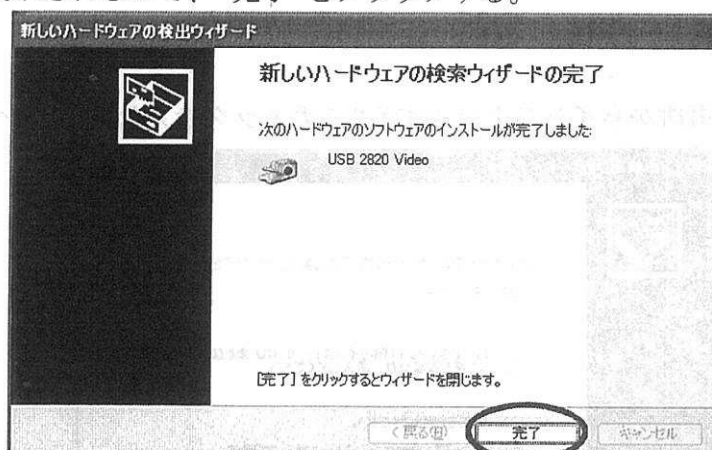 新しいハードウェアの検出ウィザード
新しいハードウェアの検索ウィザードの完了
次のハードウェアのソフトウェアのインストールが完了しました:
USB 2820 Video
[完了] をクリックするとウィザードを閉じます。
< 戻る(B)
完了
キャンセル